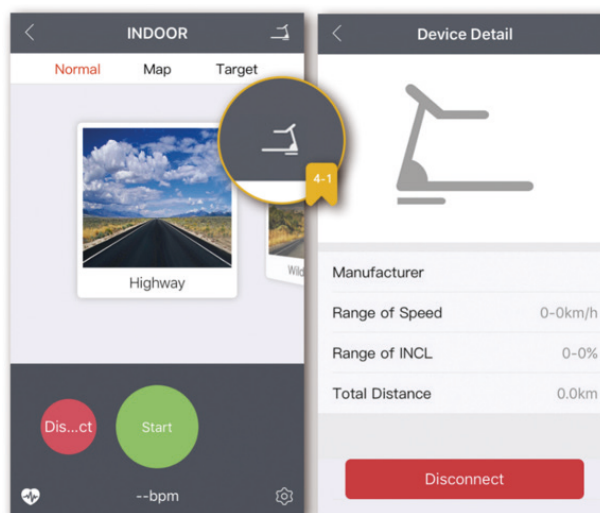 INDOOR
Normal Map Target
4-1
Highway
Wild
Dis...ct
Start
--bpm
Device Detail
Manufacturer
Range of Speed 0-0km/h
Range of INCL 0-0%
Total Distance 0.0km
Disconnect